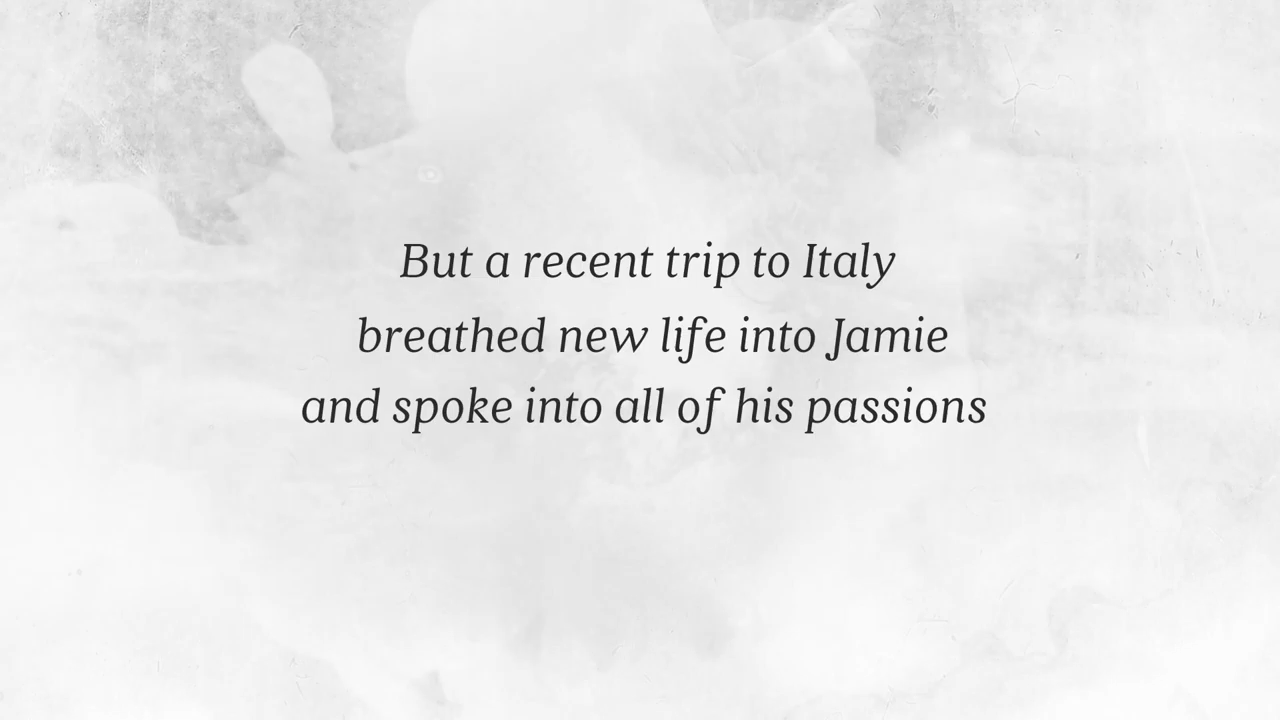 But a recent trip to Italy
breathed new life into Jamie
and spoke into all of his passions